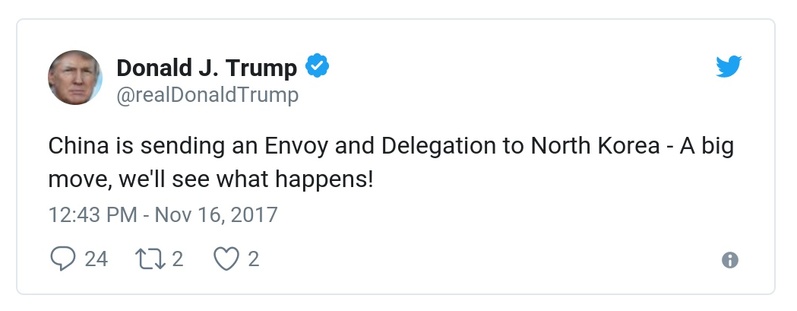 Donald J. Trump
@realDonaldTrump
China is sending an Envoy and Delegation to North Korea - A big
move, we'll see what happens!
12:43 PM - Nov 16, 2017
24 2 2